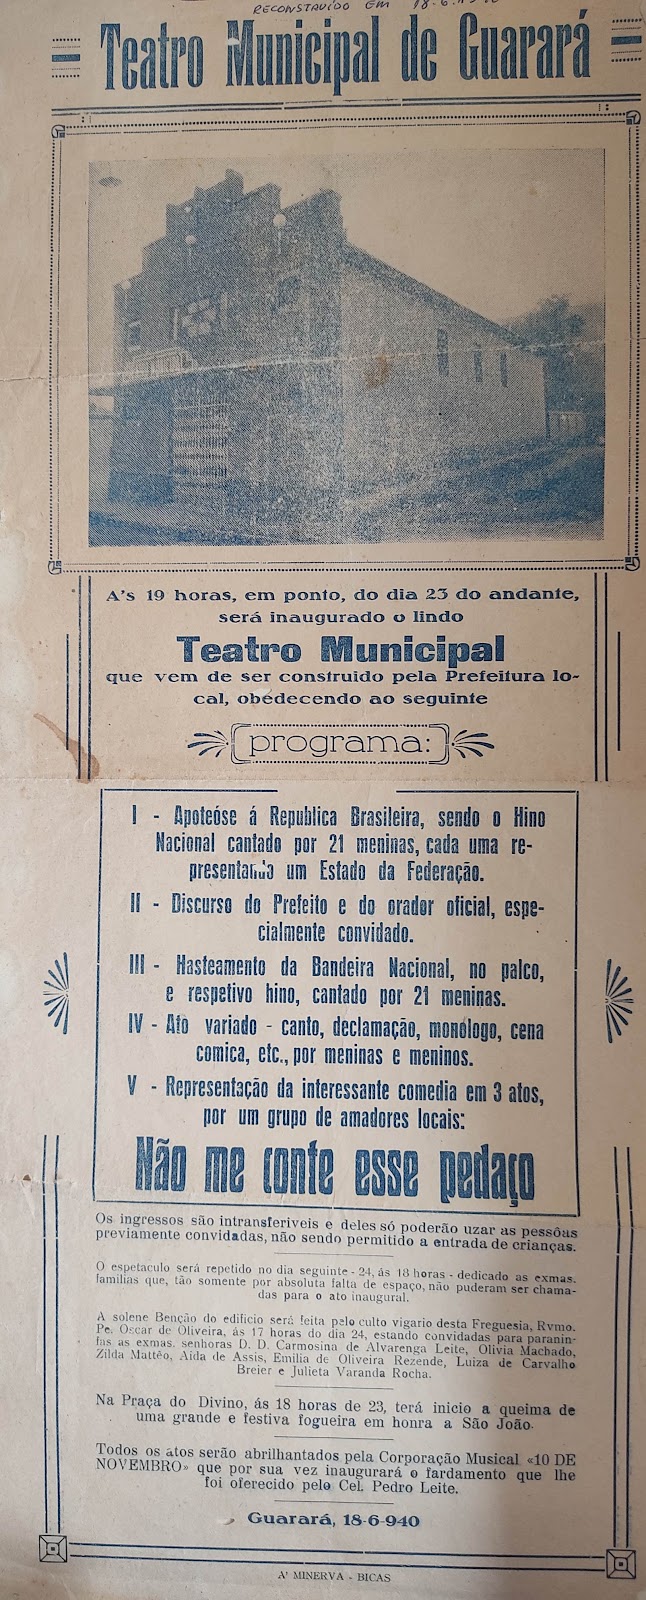 RECONSTRUIDO EM 18-6-
Teatro Municipal de Guarará
A's 19 horas, em ponto, do dia 23 do andante,
será inaugurado o lindo
Teatro Municipal
que vem de ser construido pela Prefeitura lo-
cal, obedecendo ao seguinte
programa:
I - Apoteóse á Republica Brasileira, sendo o Hino
Nacional cantado por 21 meninas, cada uma re-
presentando um Estado da Federação.
II - Discurso do Prefeito e do orador oficial, espe-
cialmente convidado.
III - Hasteamento da Bandeira Nacional, no palco,
e respetivo hino, cantado por 21 meninas.
IV - Ato variado - canto, declamação, monologo, cena
comica, etc., por meninas e meninos.
V - Representação da interessante comedia em 3 atos,
por um grupo de amadores locais:
Não me conte esse pedaço
Os ingressos são intransferiveis e deles só poderão uzar as pessôas
previamente convidadas, não sendo permitido a entrada de crianças.
O espetaculo será repetido no dia seguinte - 24, ás 18 horas - dedicado as exmas.
familias que, tão somente por absoluta falta de espaço, não puderam ser chama-
das para o ato inaugural.
A solene Benção do edificio será feita pelo culto vigario desta Freguesia, Rvmo.
Pe. Oscar de Oliveira, ás 17 horas do dia 24, estando convidadas para paranin-
fas as exmas. senhoras D. D. Carmosina de Alvarenga Leite, Olivia Machado,
Zilda Mattêo, Aida de Assis, Emilia de Oliveira Rezende, Luiza de Carvalho
Breier e Julieta Varanda Rocha.
Na Praça do Divino, ás 18 horas de 23, terá inicio a queima de
uma grande e festiva fogueira em honra a São João.
Todos os atos serão abrilhantados pela Corporação Musical «10 DE
NOVEMBRO» que por sua vez inaugurará o fardamento que lhe
foi oferecido pelo Cel. Pedro Leite.
Guarará, 18-6-940
A' MINERVA - BICAS